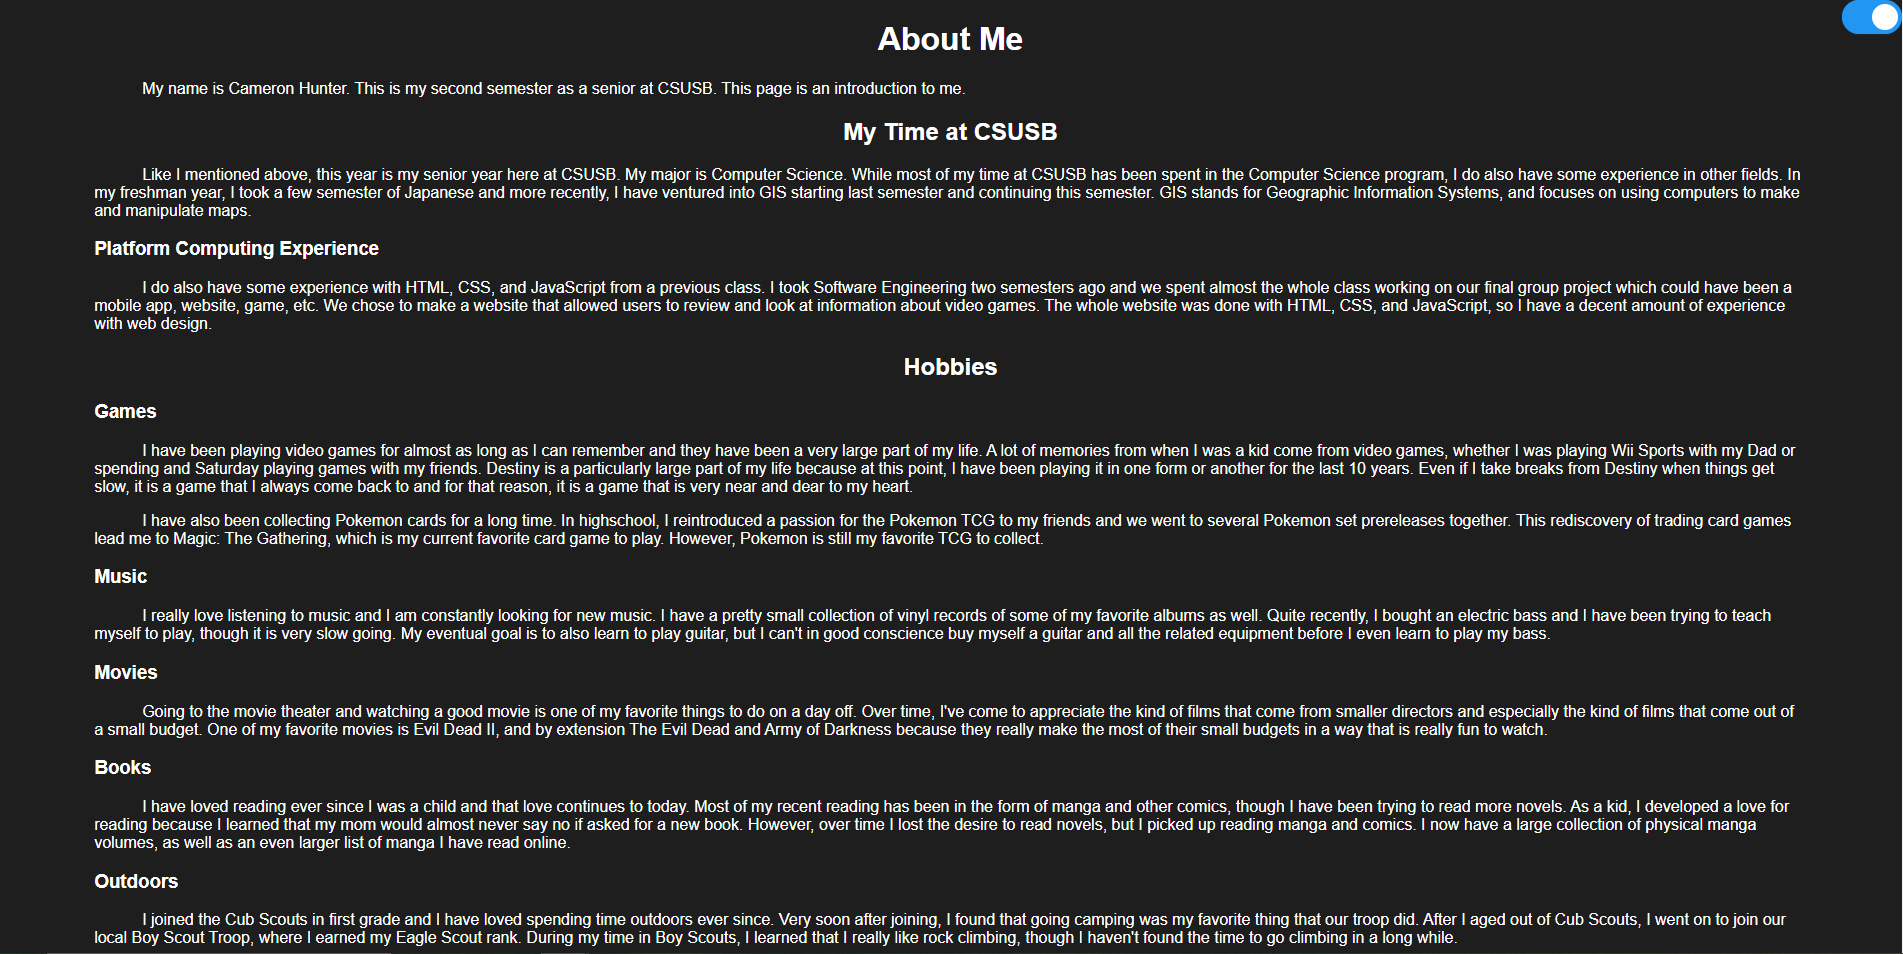 About Me
My name is Cameron Hunter. This is my second semester as a senior at CSUSB. This page is an introduction to me.
My Time at CSUSB
Like I mentioned above, this year is my senior year here at CSUSB. My major is Computer Science. While most of my time at CSUSB has been spent in the Computer Science program, I do also have some experience in other fields. In
my freshman year, I took a few semester of Japanese and more recently, I have ventured into GIS starting last semester and continuing this semester. GIS stands for Geographic Information Systems, and focuses on using computers to make
and manipulate maps.
Platform Computing Experience
I do also have some experience with HTML, CSS, and JavaScript from a previous class. I took Software Engineering two semesters ago and we spent almost the whole class working on our final group project which could have been a
mobile app, website, game, etc. We chose to make a website that allowed users to review and look at information about video games. The whole website was done with HTML, CSS, and JavaScript, so I have a decent amount of experience
with web design.
Hobbies
Games
I have been playing video games for almost as long as I can remember and they have been a very large part of my life. A lot of memories from when I was a kid come from video games, whether I was playing Wii Sports with my Dad or
spending and Saturday playing games with my friends. Destiny is a particularly large part of my life because at this point, I have been playing it in one form or another for the last 10 years. Even if I take breaks from Destiny when things get
slow, it is a game that I always come back to and for that reason, it is a game that is very near and dear to my heart.
I have also been collecting Pokemon cards for a long time. In highschool, I reintroduced a passion for the Pokemon TCG to my friends and we went to several Pokemon set prereleases together. This rediscovery of trading card games
lead me to Magic: The Gathering, which is my current favorite card game to play. However, Pokemon is still my favorite TCG to collect.
Music
I really love listening to music and I am constantly looking for new music. I have a pretty small collection of vinyl records of some of my favorite albums as well. Quite recently, I bought an electric bass and I have been trying to teach
myself to play, though it is very slow going. My eventual goal is to also learn to play guitar, but I can't in good conscience buy myself a guitar and all the related equipment before I even learn to play my bass.
Movies
Going to the movie theater and watching a good movie is one of my favorite things to do on a day off. Over time, I've come to appreciate the kind of films that come from smaller directors and especially the kind of films that come out of
a small budget. One of my favorite movies is Evil Dead II, and by extension The Evil Dead and Army of Darkness because they really make the most of their small budgets in a way that is really fun to watch.
Books
I have loved reading ever since I was a child and that love continues to today. Most of my recent reading has been in the form of manga and other comics, though I have been trying to read more novels. As a kid, I developed a love for
reading because I learned that my mom would almost never say no if asked for a new book. However, over time I lost the desire to read novels, but I picked up reading manga and comics. I now have a large collection of physical manga
volumes, as well as an even larger list of manga I have read online.
Outdoors
I joined the Cub Scouts in first grade and I have loved spending time outdoors ever since. Very soon after joining, I found that going camping was my favorite thing that our troop did. After I aged out of Cub Scouts, I went on to join our
local Boy Scout Troop, where I earned my Eagle Scout rank. During my time in Boy Scouts, I learned that I really like rock climbing, though I haven't found the time to go climbing in a long while.